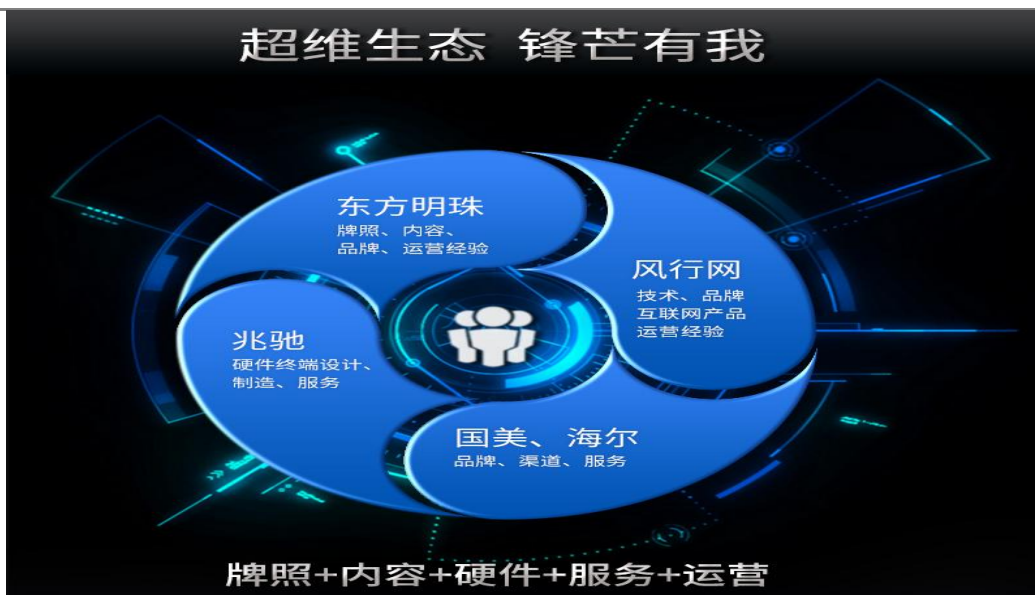 超维生态 锋芒有我
东方明珠
牌照、内容、
品牌、运营经验
风行网
技术、品牌
互联网产品
运营经验
兆驰
硬件终端设计、
制造、服务
国美、海尔
品牌、渠道、服务
牌照+内容+硬件+服务+运营